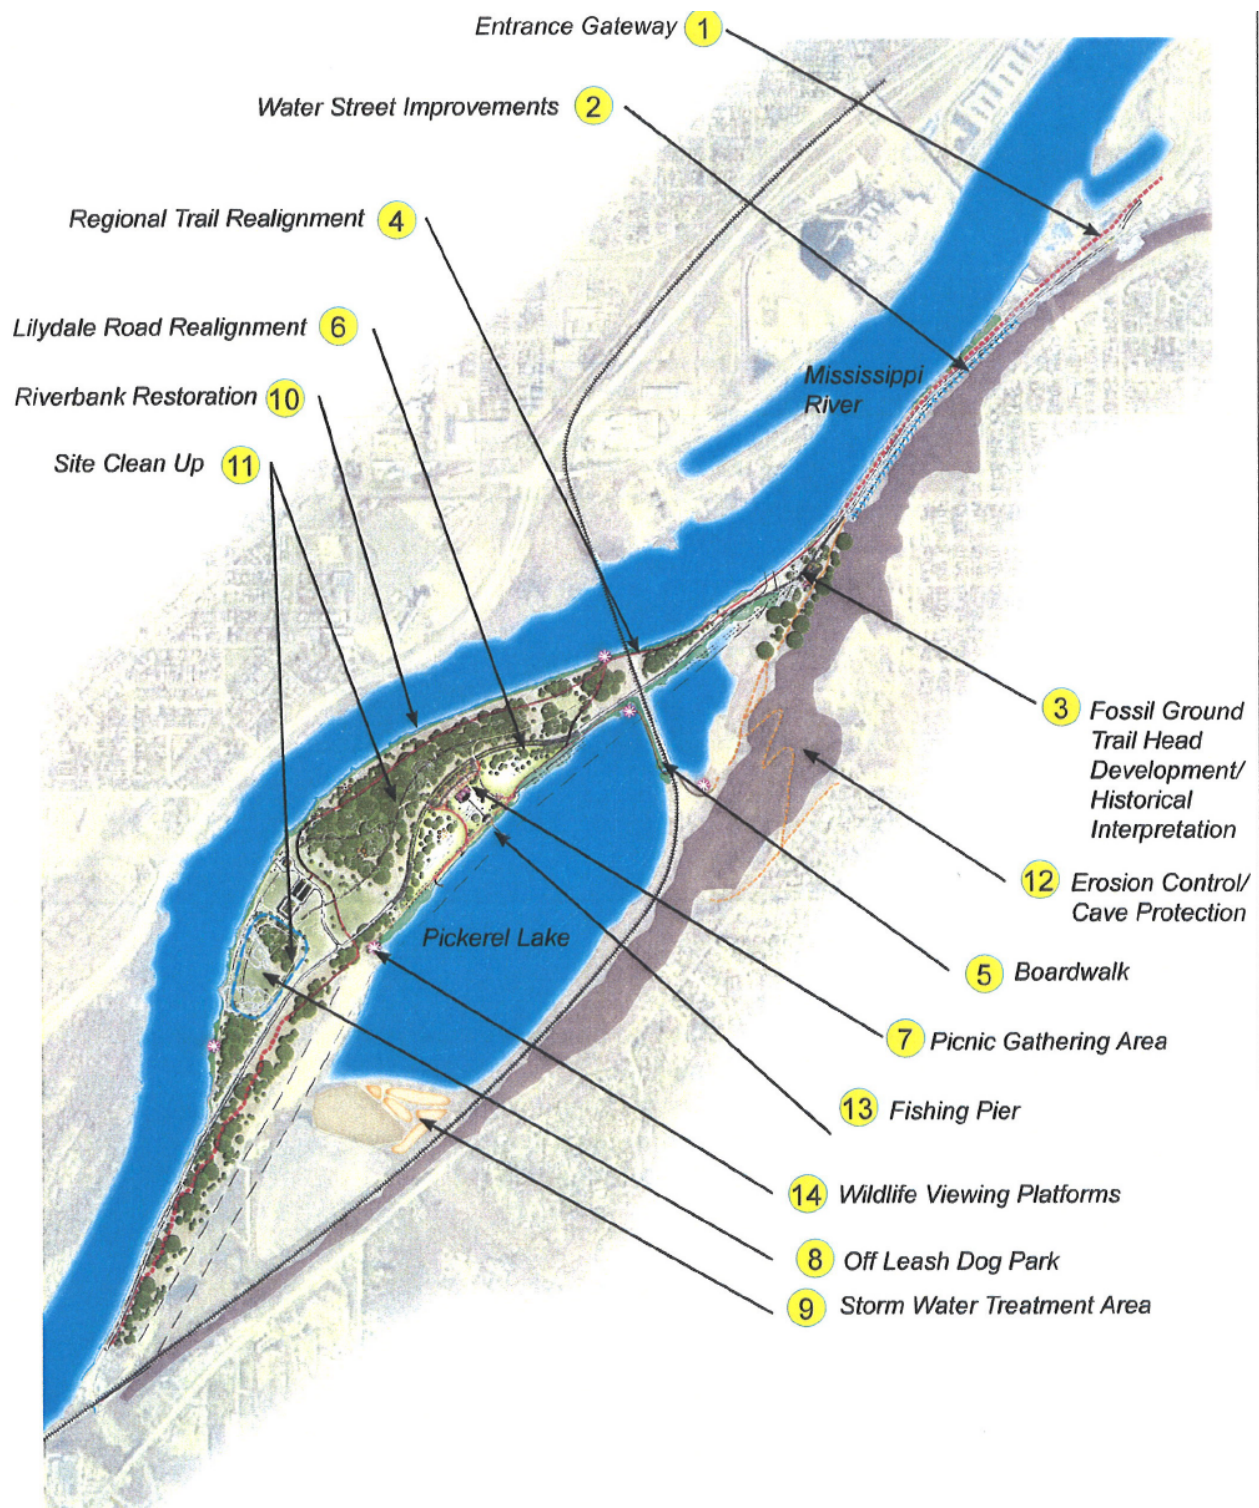 Entrance Gateway 1
Water Street Improvements 2
Regional Trail Realignment 4
Lilydale Road Realignment 6
Riverbank Restoration 10
Site Clean Up 11
Mississippi
River
3 Fossil Ground
Trail Head
Development/
Historical
Interpretation
12 Erosion Control/
Cave Protection
Pickerel Lake
5 Boardwalk
7 Picnic Gathering Area
13 Fishing Pier
14 Wildlife Viewing Platforms
8 Off Leash Dog Park
9 Storm Water Treatment Area